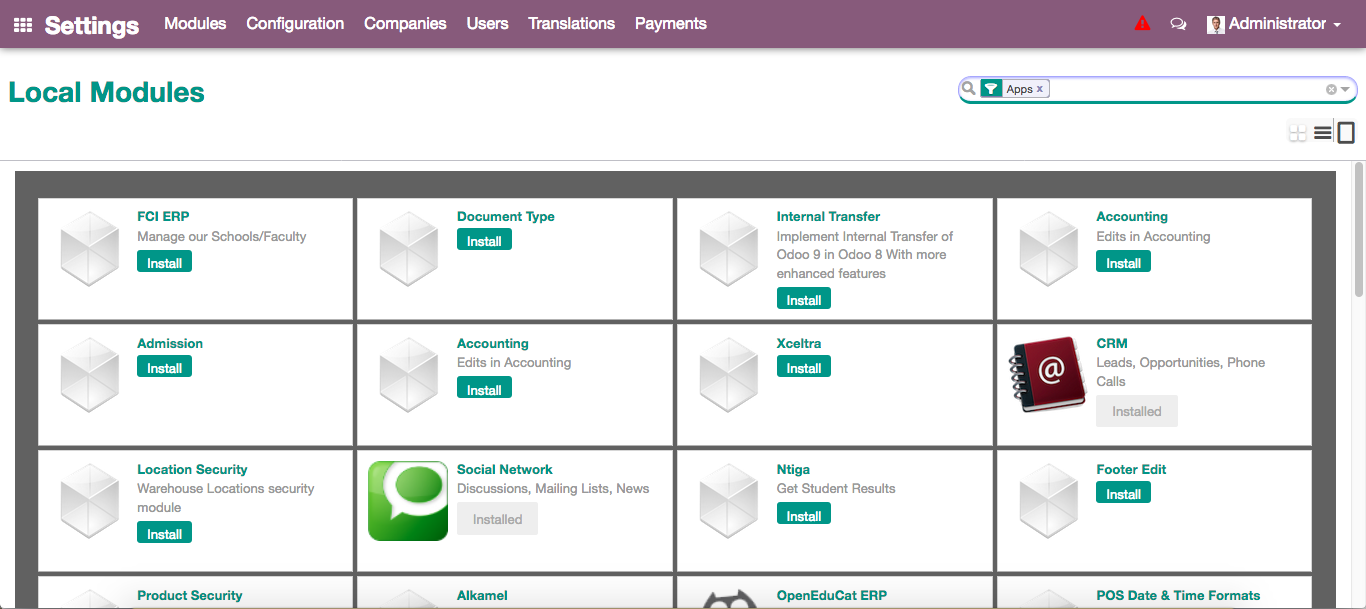 Settings Modules Configuration Companies Users Translations Payments Administrator
Local Modules
Apps x
FCI ERP
Manage our Schools/Faculty
Install
Document Type
Install
Internal Transfer
Implement Internal Transfer of
Odoo 9 in Odoo 8 With more
enhanced features
Install
Accounting
Edits in Accounting
Install
Admission
Install
Accounting
Edits in Accounting
Install
Xceltra
Install
@
CRM
Leads, Opportunities, Phone
Calls
Installed
Location Security
Warehouse Locations security
module
Install
Social Network
Discussions, Mailing Lists, News
Installed
Ntiga
Get Student Results
Install
Footer Edit
Install
Product Security
Alkamel
OpenEduCat ERP
POS Date & Time Formats